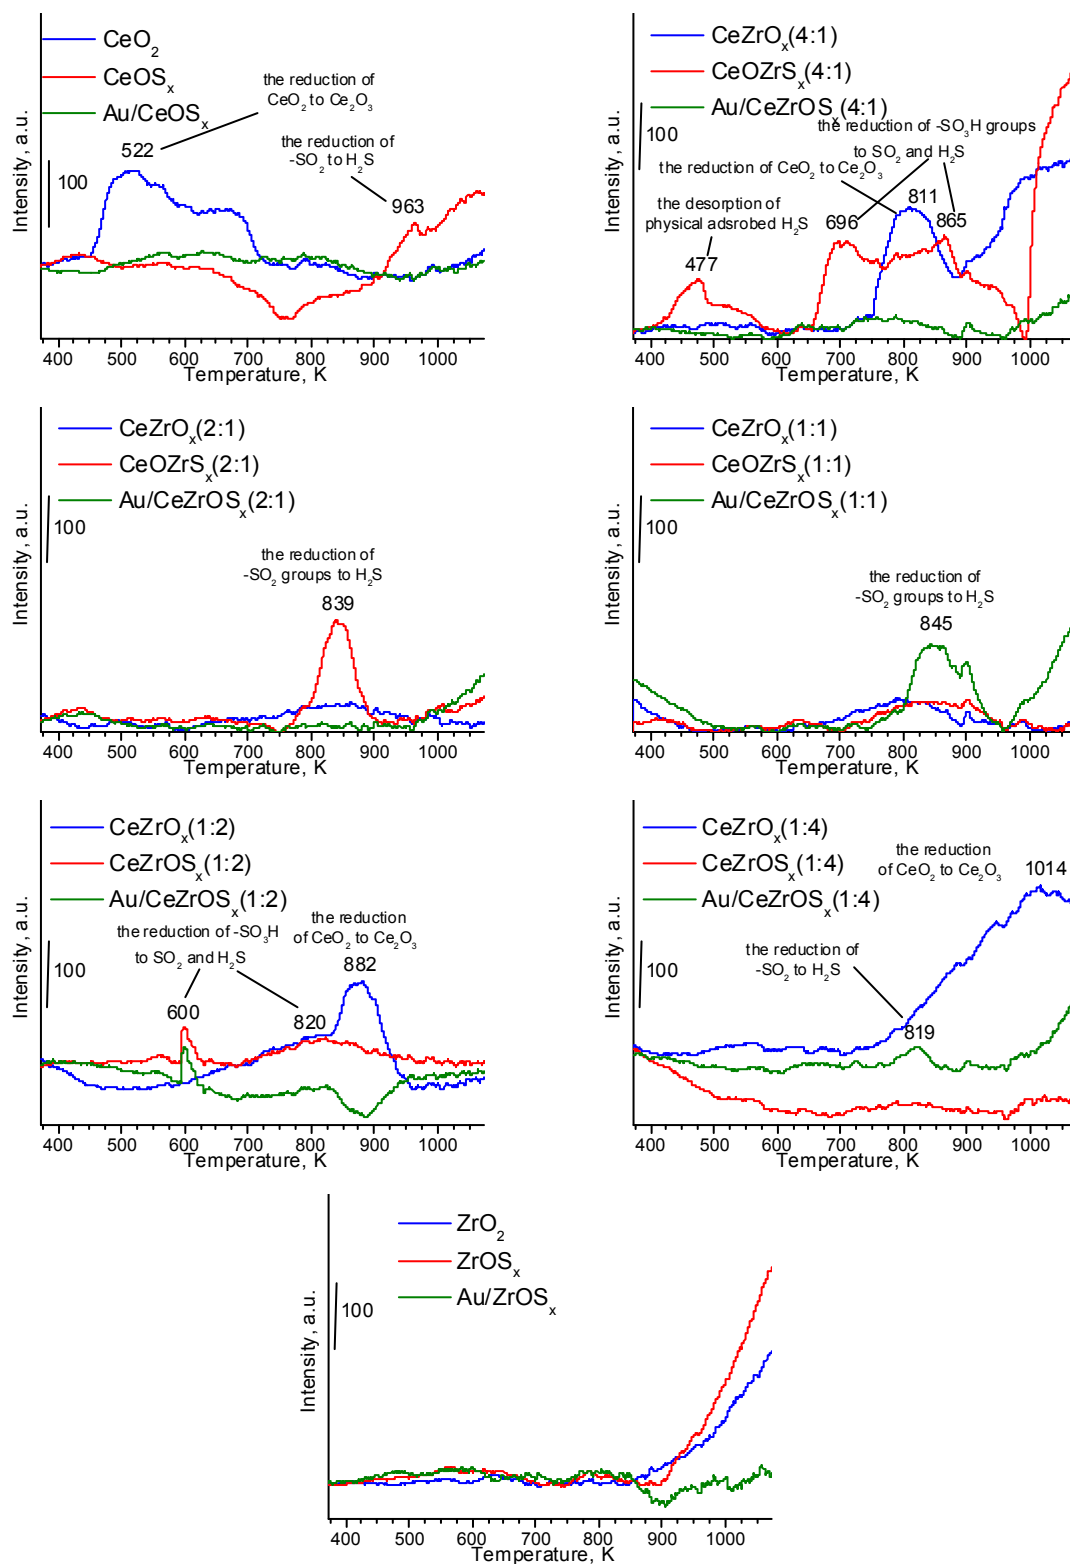 CeO₂
CeOSₓ
Au/CeOSₓ
the reduction of
CeO₂ to Ce₂O₃
the reduction of
-SO₂ to H₂S
522
963
100
Intensity, a.u.
400 500 600 700 800 900 1000
Temperature, K
CeZrOₓ(4:1)
CeOZrSₓ(4:1)
Au/CeZrOSₓ(4:1)
100
the reduction of -SO₃H groups
to SO₂ and H₂S
the reduction of CeO₂ to Ce₂O₃
the desorption of
physical adsrobed H₂S
477
696
811
865
Intensity, a.u.
400 500 600 700 800 900 1000
Temperature, K
CeZrOₓ(2:1)
CeOZrSₓ(2:1)
Au/CeZrOSₓ(2:1)
100
the reduction of
-SO₂ groups to H₂S
839
Intensity, a.u.
400 500 600 700 800 900 1000
Temperature, K
CeZrOₓ(1:1)
CeOZrSₓ(1:1)
Au/CeZrOSₓ(1:1)
100
the reduction of
-SO₂ groups to H₂S
845
Intensity, a.u.
400 500 600 700 800 900 1000
Temperature, K
CeZrOₓ(1:2)
CeZrOSₓ(1:2)
Au/CeZrOSₓ(1:2)
the reduction of -SO₃H
to SO₂ and H₂S
the reduction
of CeO₂ to Ce₂O₃
100
600
820
882
Intensity, a.u.
400 500 600 700 800 900 1000
Temperature, K
CeZrOₓ(1:4)
CeZrOSₓ(1:4)
Au/CeZrOSₓ(1:4)
the reduction
of CeO₂ to Ce₂O₃
1014
the reduction of
-SO₂ to H₂S
100
819
Intensity, a.u.
400 500 600 700 800 900 1000
Temperature, K
ZrO₂
ZrOSₓ
Au/ZrOSₓ
100
Intensity, a.u.
400 500 600 700 800 900 1000
Temperature, K